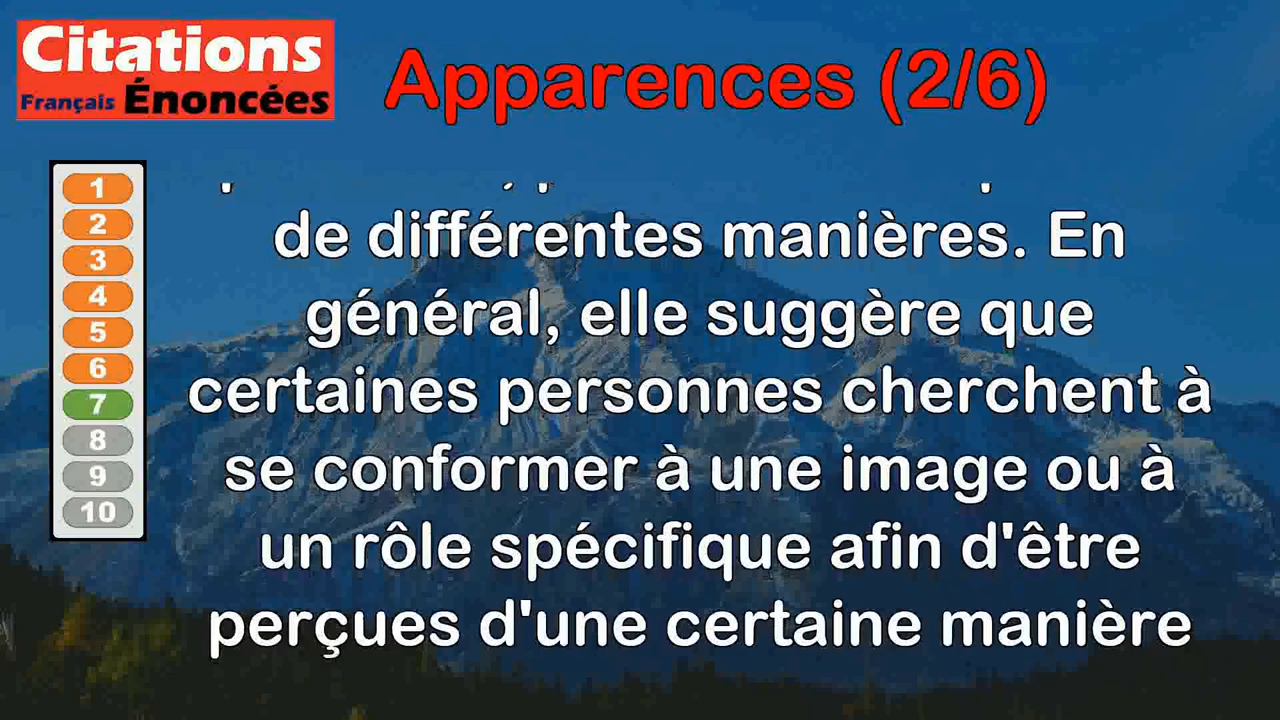 Citations
Français Énoncées
Apparences (2/6)
1
2
3
4
5
6
7
8
9
10
de différentes manières. En
général, elle suggère que
certaines personnes cherchent à
se conformer à une image ou à
un rôle spécifique afin d'être
perçues d'une certaine manière